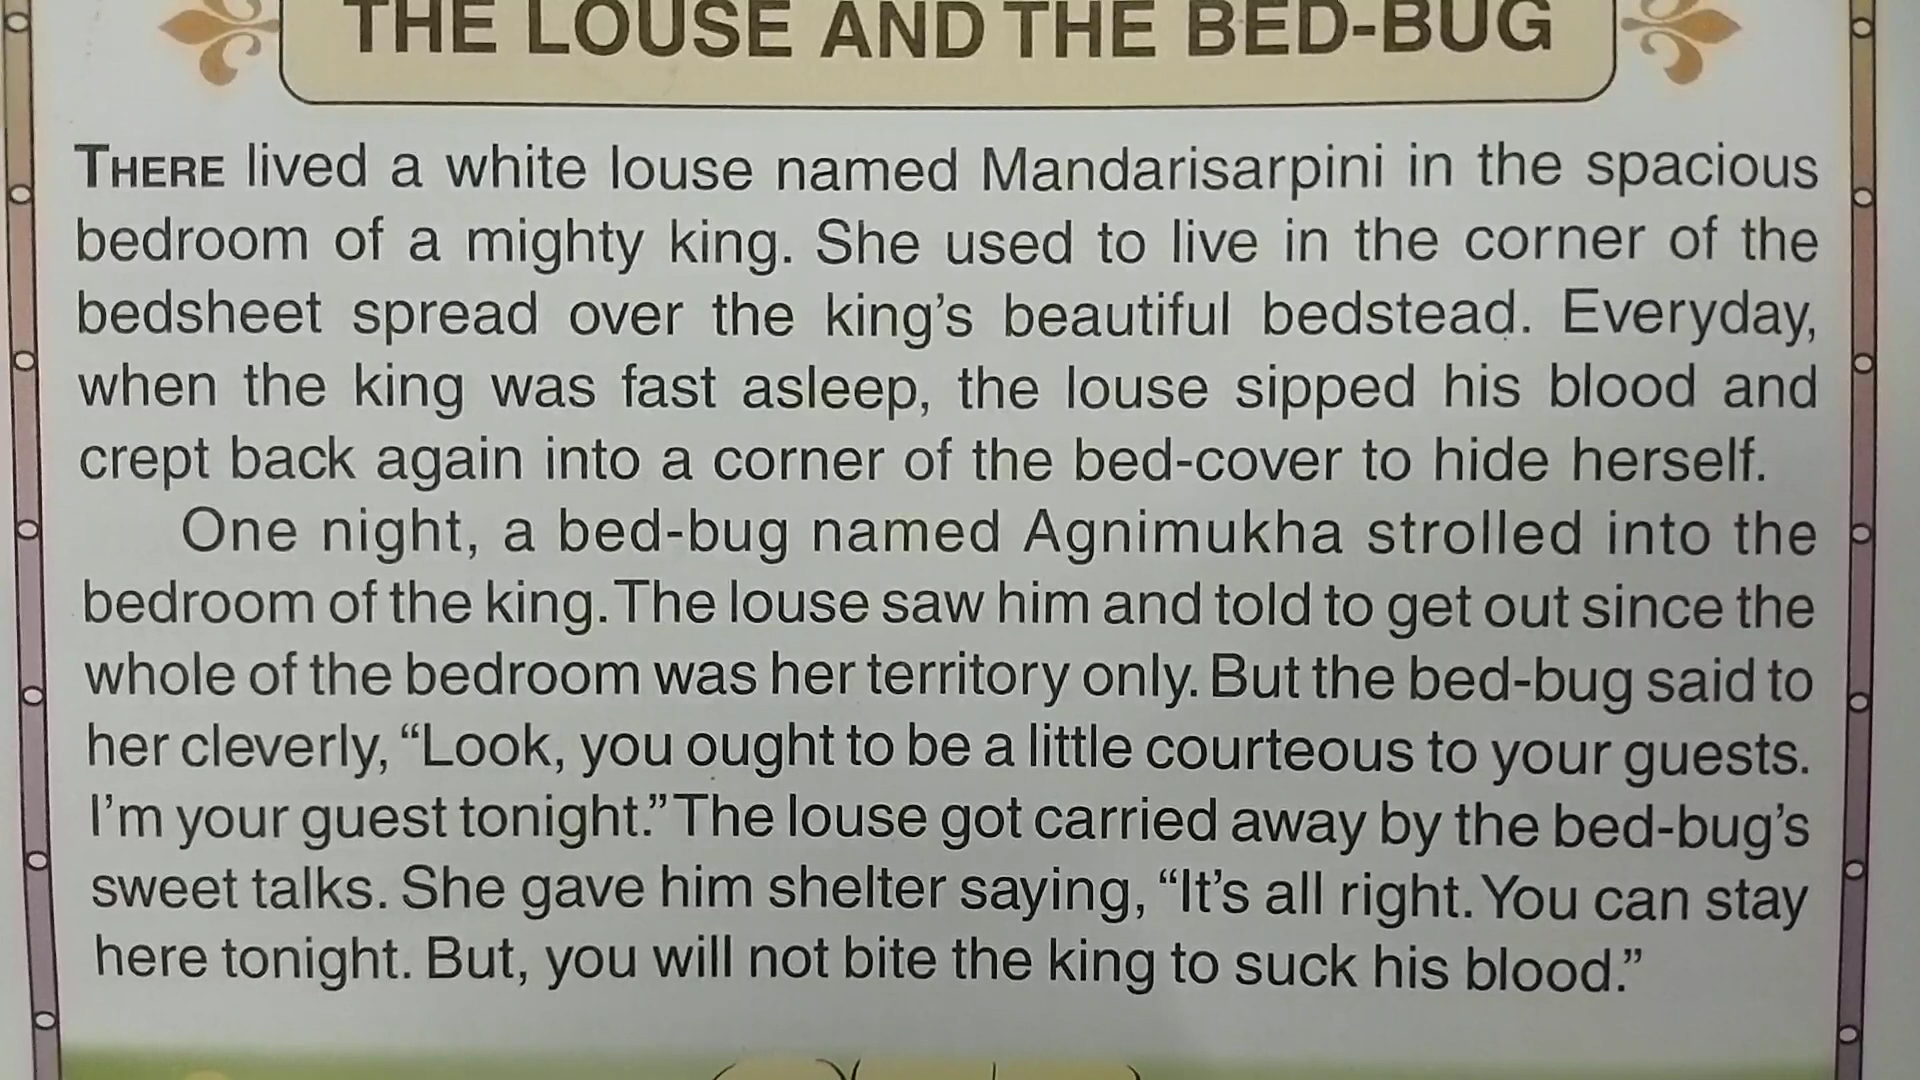 THE LOUSE AND THE BED-BUG
THERE lived a white louse named Mandarisarpini in the spacious
bedroom of a mighty king. She used to live in the corner of the
bedsheet spread over the king’s beautiful bedstead. Everyday,
when the king was fast asleep, the louse sipped his blood and
crept back again into a corner of the bed-cover to hide herself.
One night, a bed-bug named Agnimukha strolled into the
bedroom of the king. The louse saw him and told to get out since the
whole of the bedroom was her territory only. But the bed-bug said to
her cleverly, “Look, you ought to be a little courteous to your guests.
I’m your guest tonight.” The louse got carried away by the bed-bug’s
sweet talks. She gave him shelter saying, “It’s all right. You can stay
here tonight. But, you will not bite the king to suck his blood.”